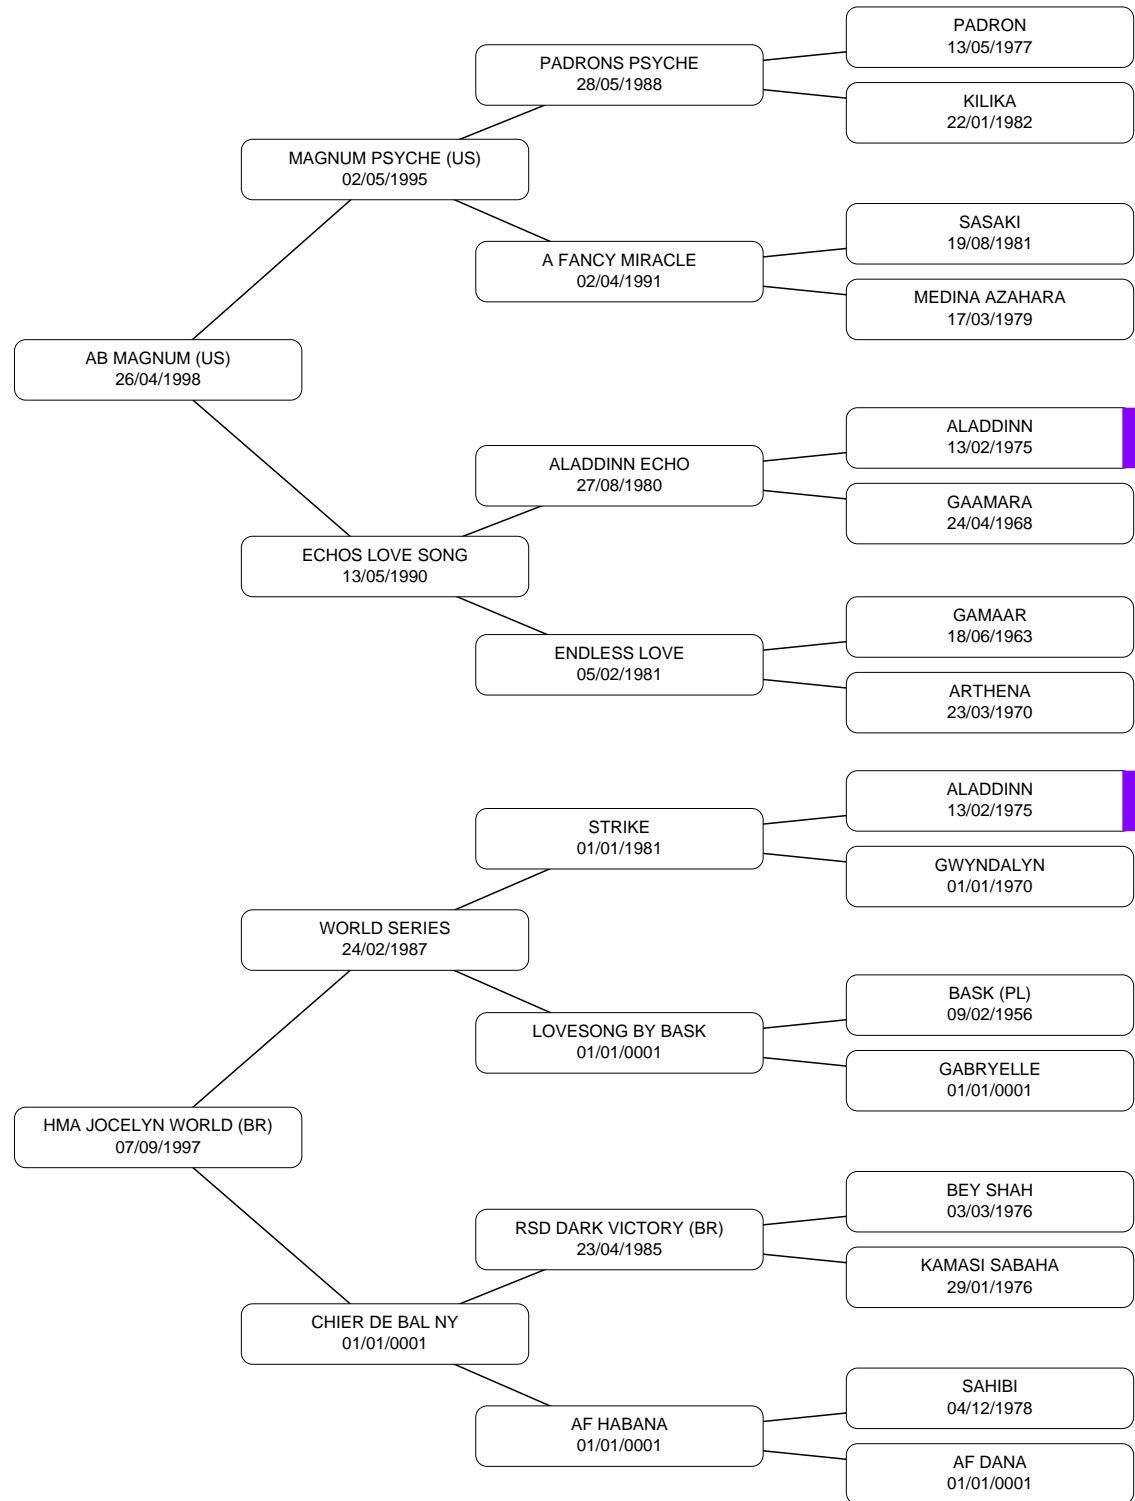 PADRON
13/05/1977
PADRONS PSYCHE
28/05/1988
KILIKA
22/01/1982
MAGNUM PSYCHE (US)
02/05/1995
SASAKI
19/08/1981
A FANCY MIRACLE
02/04/1991
MEDINA AZAHARA
17/03/1979
AB MAGNUM (US)
26/04/1998
ALADDINN
13/02/1975
ALADDINN ECHO
27/08/1980
GAAMARA
24/04/1968
ECHOS LOVE SONG
13/05/1990
GAMAAR
18/06/1963
ENDLESS LOVE
05/02/1981
ARTHENA
23/03/1970
ALADDINN
13/02/1975
STRIKE
01/01/1981
GWYNDALYN
01/01/1970
WORLD SERIES
24/02/1987
BASK (PL)
09/02/1956
LOVESONG BY BASK
01/01/0001
GABRYELLE
01/01/0001
HMA JOCELYN WORLD (BR)
07/09/1997
BEY SHAH
03/03/1976
RSD DARK VICTORY (BR)
23/04/1985
KAMASI SABAHA
29/01/1976
CHIER DE BAL NY
01/01/0001
SAHIBI
04/12/1978
AF HABANA
01/01/0001
AF DANA
01/01/0001